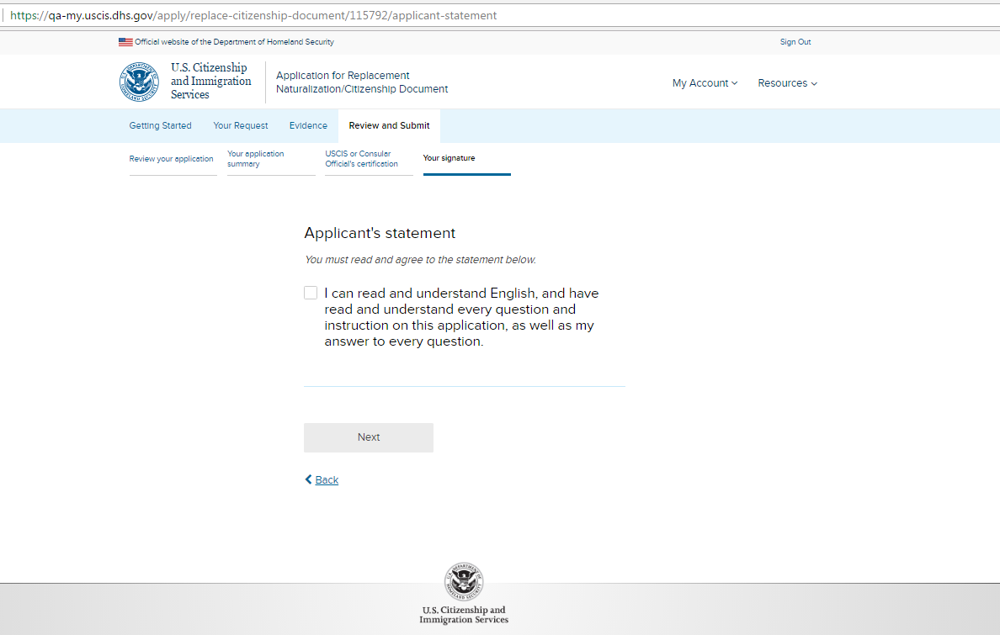 https://qa-my.uscis.dhs.gov/apply/replace-citizenship-document/115792/applicant-statement
Official website of the Department of Homeland Security
Sign Out
U.S. Citizenship
and Immigration
Services
Application for Replacement
Naturalization/Citizenship Document
My Account
Resources
Getting Started
Your Request
Evidence
Review and Submit
Review your application
Your application
summary
USCIS or Consular
Official's certification
Your signature
Applicant's statement
You must read and agree to the statement below.
I can read and understand English, and have
read and understand every question and
instruction on this application, as well as my
answer to every question.
Next
Back
U.S. Citizenship and
Immigration Services